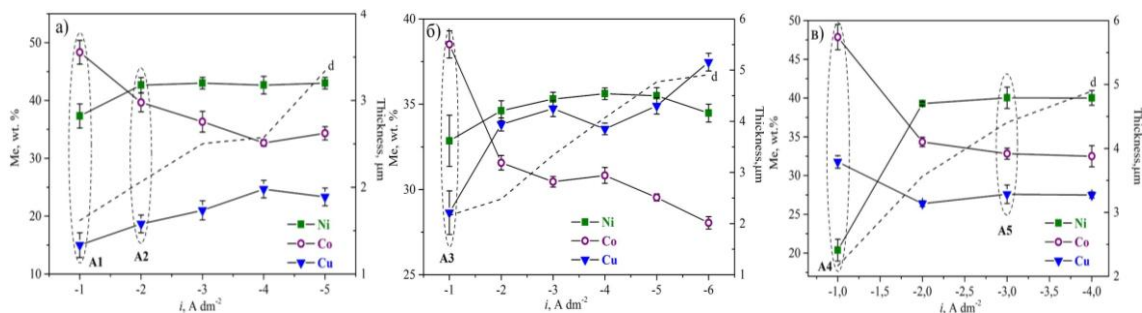 а)
Me, wt. %
50
40
30
20
10
4
3
2
1
Thickness, μm
d
A1
A2
Ni
Co
Cu
-1
-2
-3
-4
-5
i, A dm-2
б)
Me, wt. %
40
35
30
25
6
5
4
3
2
1
Thickness,μm
d
A3
Ni
Co
Cu
-1
-2
-3
-4
-5
-6
i, A dm-2
в)
Me, wt. %
50
45
40
35
30
25
20
6
5
4
3
2
Thickness, μm
d
A4
A5
Ni
Co
Cu
-1,0
-1,5
-2,0
-2,5
-3,0
-3,5
-4,0
i, A dm-2